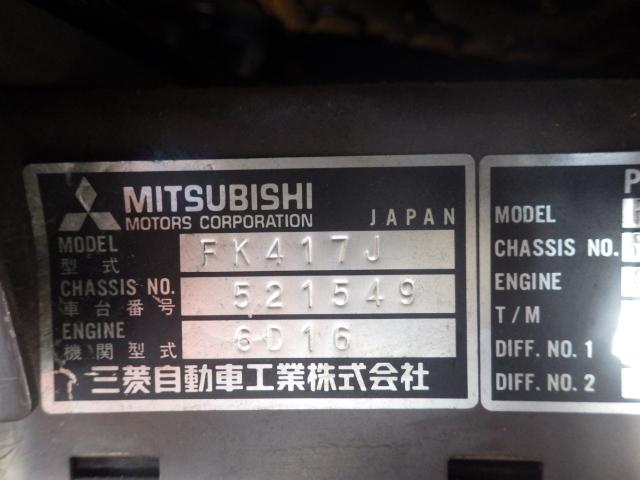 MITSUBISHI
MOTORS CORPORATION JAPAN
MODEL
型式 FK417J
CHASSIS NO.
車台番号 521549
ENGINE
機関型式 6D16
三菱自動車工業株式会社
MODEL
CHASSIS NO.
ENGINE
T/M
DIFF. NO. 1
DIFF. NO. 2